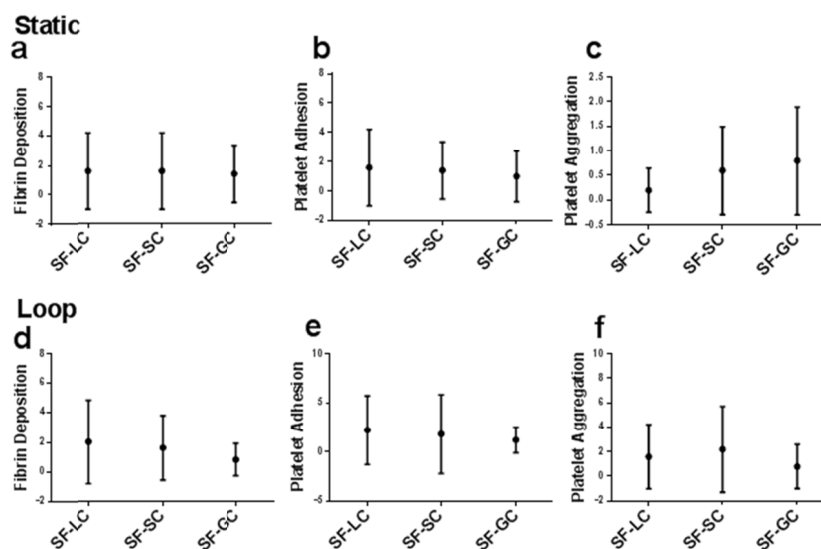 Static
a
Fibrin Deposition
8
6
4
2
0
-2
SF-LC
SF-SC
SF-GC
b
Platelet Adhesion
8
6
4
2
0
-2
SF-LC
SF-SC
SF-GC
c
Platelet Aggregation
2.5
2.0
1.5
1.0
0.5
0.0
-0.5
SF-LC
SF-SC
SF-GC
Loop
d
Fibrin Deposition
8
6
4
2
0
-2
SF-LC
SF-SC
SF-GC
e
Platelet Adhesion
10
5
0
-5
SF-LC
SF-SC
SF-GC
f
Platelet Aggregation
10
8
6
4
2
0
-2
SF-LC
SF-SC
SF-GC